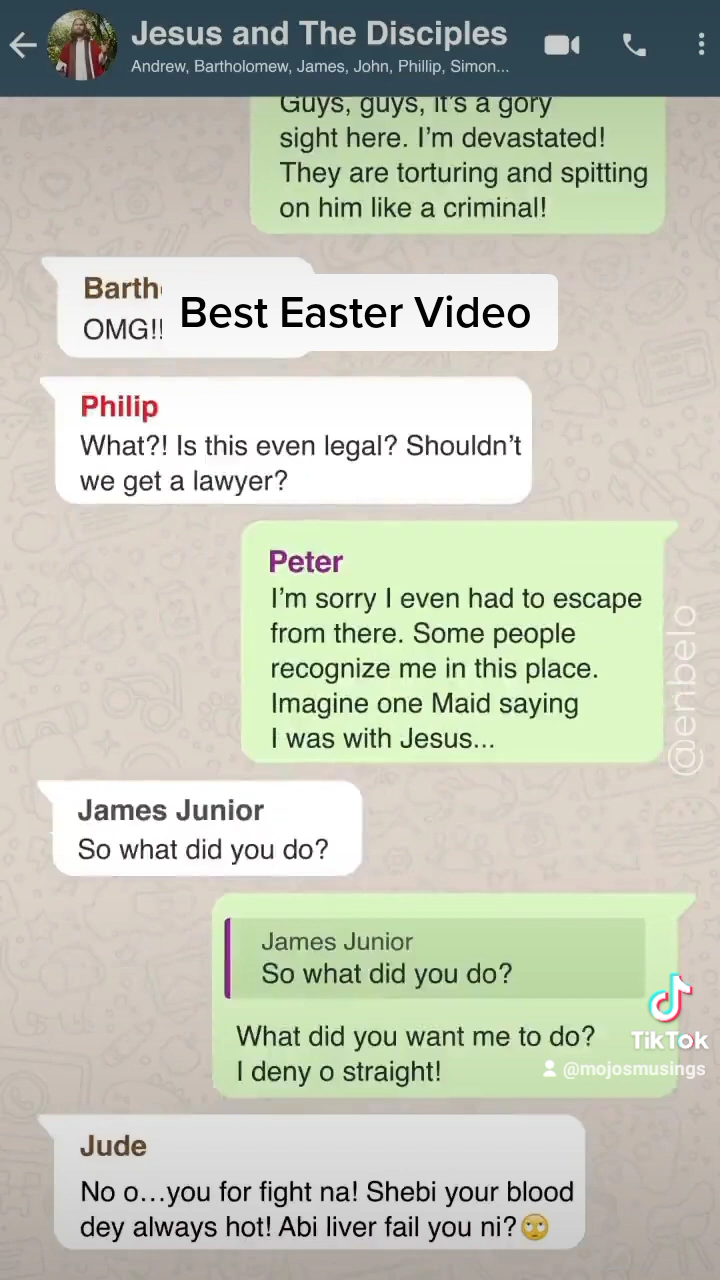 Jesus and The Disciples
Andrew, Bartholomew, James, John, Phillip, Simon...
Guys, guys, it's a gory
sight here. I'm devastated!
They are torturing and spitting
on him like a criminal!
Barth
OMG!!
Best Easter Video
Philip
What?! Is this even legal? Shouldn't
we get a lawyer?
Peter
I'm sorry I even had to escape
from there. Some people
recognize me in this place.
Imagine one Maid saying
I was with Jesus...
@enbelo
James Junior
So what did you do?
James Junior
So what did you do?
What did you want me to do?
I deny o straight!
TikTok
@mojosmusings
Jude
No o...you for fight na! Shebi your blood
dey always hot! Abi liver fail you ni?🙄